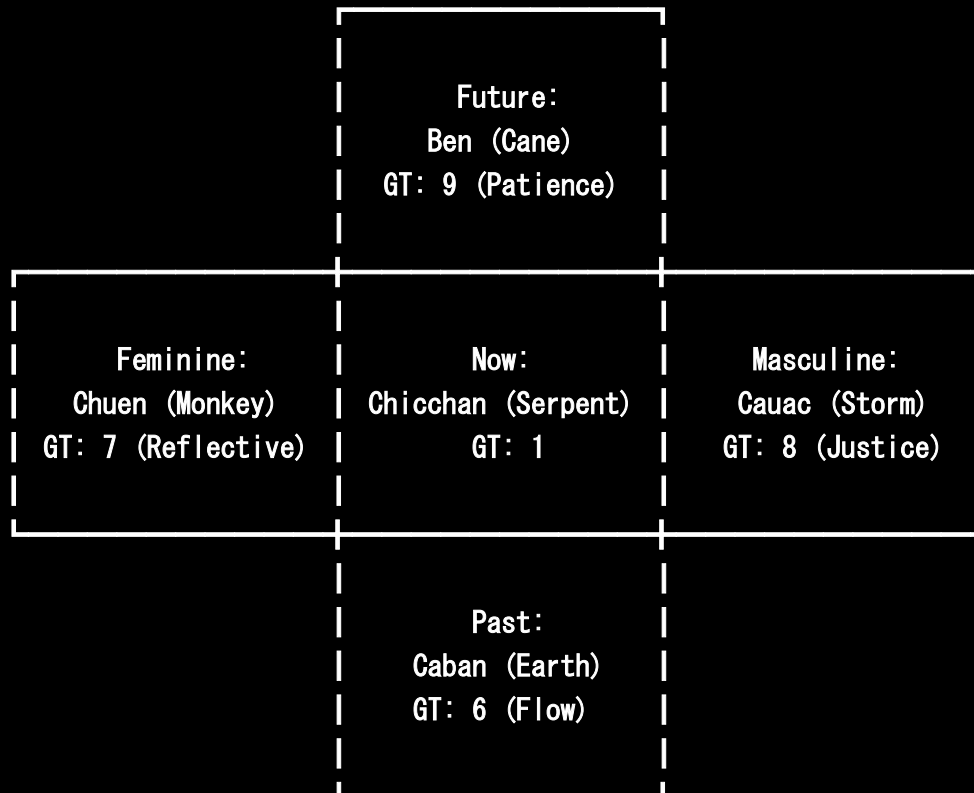 Future:
Ben (Cane)
GT: 9 (Patience)
Feminine:
Chuen (Monkey)
GT: 7 (Reflective)
Now:
Chicchan (Serpent)
GT: 1
Masculine:
Cauac (Storm)
GT: 8 (Justice)
Past:
Caban (Earth)
GT: 6 (Flow)